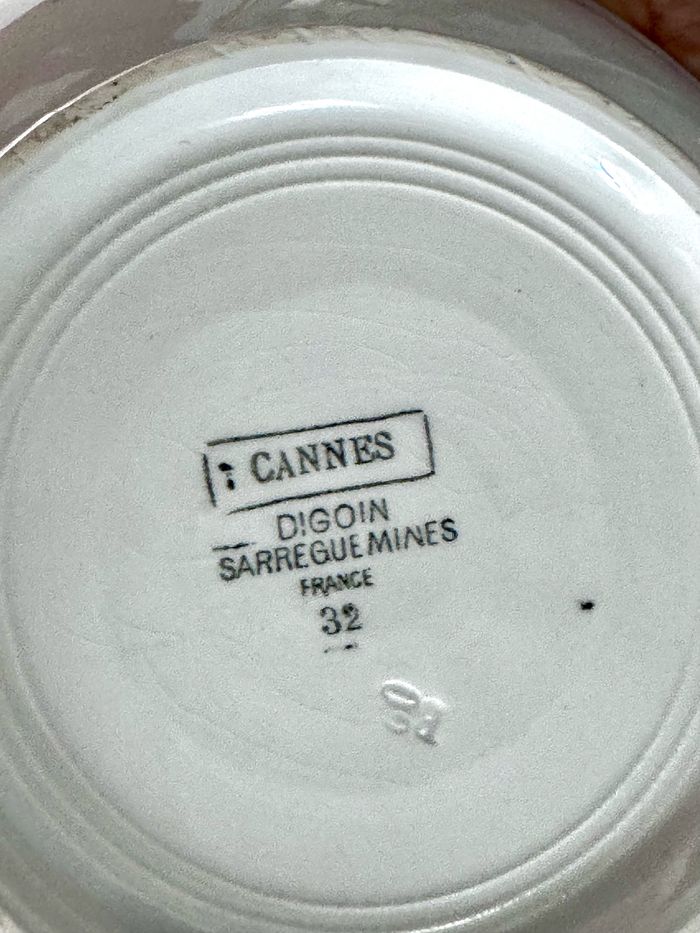 CANNES
DIGOIN
SARREGUEMINES
FRANCE
32